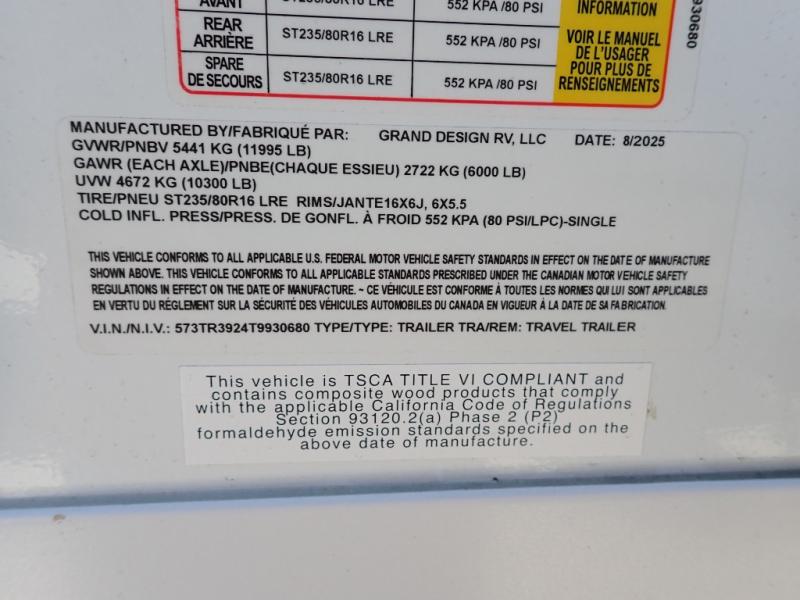 AVANT ST235/80R16 LRE 552 KPA /80 PSI
INFORMATION
REAR
ARRIÈRE ST235/80R16 LRE 552 KPA /80 PSI
SPARE
DE SECOURS ST235/80R16 LRE 552 KPA /80 PSI
VOIR LE MANUEL
DE L'USAGER
POUR PLUS DE
RENSEIGNEMENTS
930680
MANUFACTURED BY/FABRIQUÉ PAR: GRAND DESIGN RV, LLC DATE: 8/2025
GVWR/PNBV 5441 KG (11995 LB)
GAWR (EACH AXLE)/PNBE(CHAQUE ESSIEU) 2722 KG (6000 LB)
UVW 4672 KG (10300 LB)
TIRE/PNEU ST235/80R16 LRE RIMS/JANTE16X6J, 6X5.5
COLD INFL. PRESS/PRESS. DE GONFL. À FROID 552 KPA (80 PSI/LPC)-SINGLE
THIS VEHICLE CONFORMS TO ALL APPLICABLE U.S. FEDERAL MOTOR VEHICLE SAFETY STANDARDS IN EFFECT ON THE DATE OF MANUFACTURE
SHOWN ABOVE. THIS VEHICLE CONFORMS TO ALL APPLICABLE STANDARDS PRESCRIBED UNDER THE CANADIAN MOTOR VEHICLE SAFETY
REGULATIONS IN EFFECT ON THE DATE OF MANUFACTURE. ~ CE VÉHICULE EST CONFORME À TOUTES LES NORMES QUI LUI SONT APPLICABLES
EN VERTU DU RÉGLEMENT SUR LA SÉCURITÉ DES VÉHICULES AUTOMOBILES DU CANADA EN VIGUEUR À LA DATE DE SA FABRICATION.
V.I.N./N.I.V.: 573TR3924T9930680 TYPE/TYPE: TRAILER TRA/REM: TRAVEL TRAILER
This vehicle is TSCA TITLE VI COMPLIANT and
contains composite wood products that comply
with the applicable California Code of Regulations
Section 93120.2(a) Phase 2 (P2)
formaldehyde emission standards specified on the
above date of manufacture.